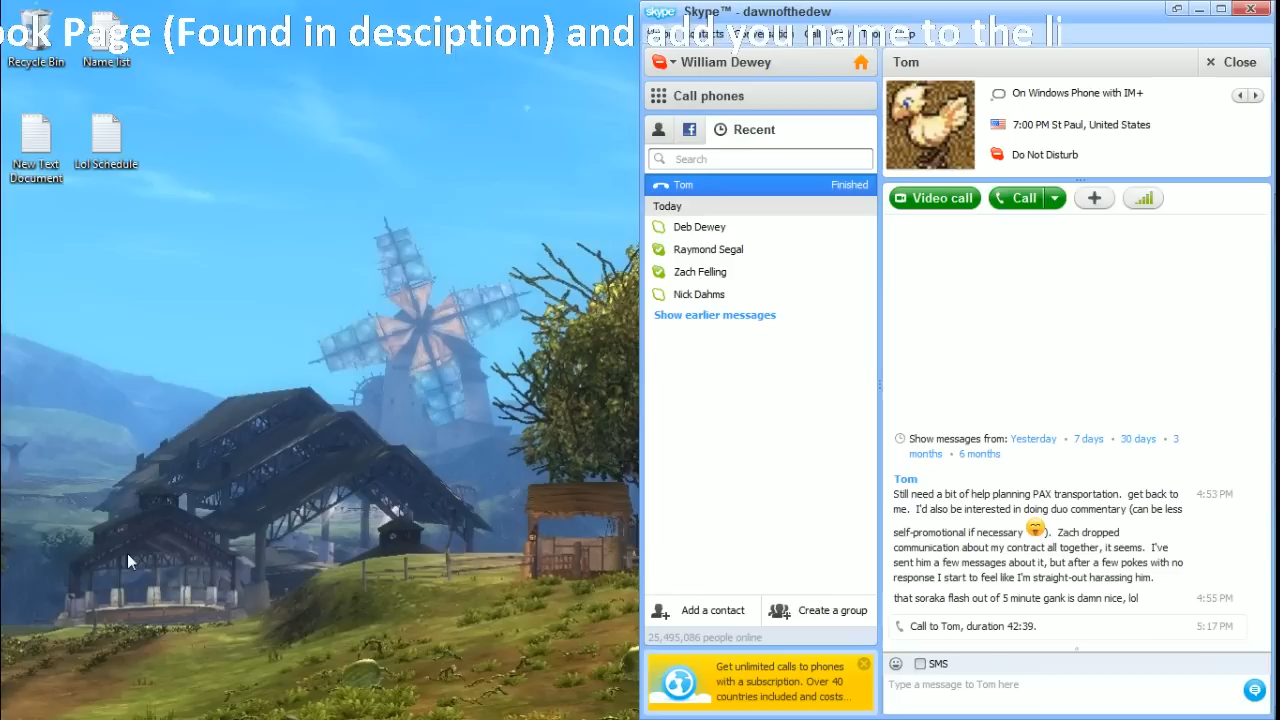 ook Page (Found in desciption) and add you name to the li
Recycle Bin
Name list
New Text
Document
Lol Schedule
skype
Skype™ - dawnofthedew
William Dewey
Call phones
Recent
Search
Tom
Finished
Today
Deb Dewey
Raymond Segal
Zach Felling
Nick Dahms
Show earlier messages
Add a contact
Create a group
25,495,086 people online
Get unlimited calls to phones
with a subscription. Over 40
countries included and costs...
Tom
Close
On Windows Phone with IM+
7:00 PM St Paul, United States
Do Not Disturb
Video call
Call
Show messages from: Yesterday • 7 days • 30 days • 3
months • 6 months
Tom
Still need a bit of help planning PAX transportation. get back to
4:53 PM
me. I'd also be interested in doing duo commentary (can be less
self-promotional if necessary ). Zach dropped
communication about my contract all together, it seems. I've
sent him a few messages about it, but after a few pokes with no
response I start to feel like I'm straight-out harassing him.
that soraka flash out of 5 minute gank is damn nice, lol
4:55 PM
Call to Tom, duration 42:39.
5:17 PM
SMS
Type a message to Tom here